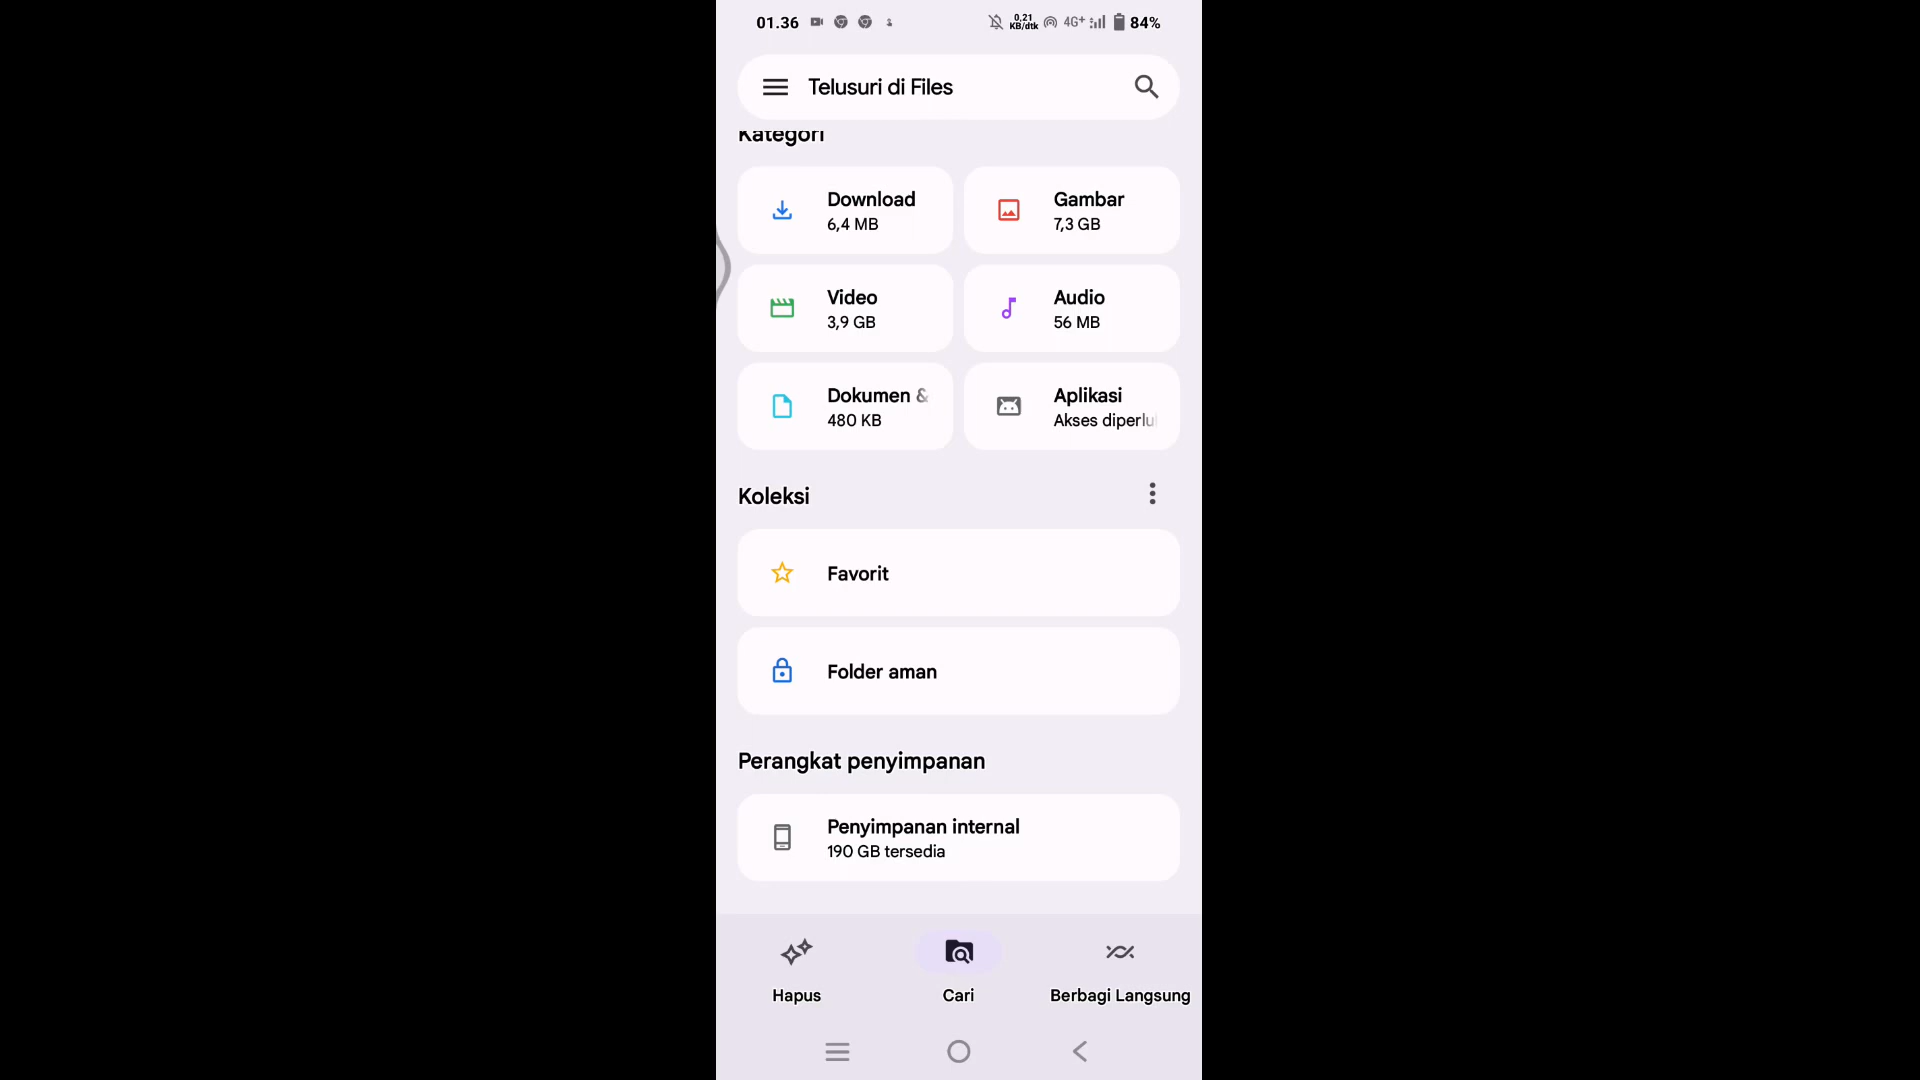 01.36
0,21
KB/dtk
4G+
84%
Telusuri di Files
Kategori
Download
6,4 MB
Gambar
7,3 GB
Video
3,9 GB
Audio
56 MB
Dokumen &
480 KB
Aplikasi
Akses diperlu
Koleksi
Favorit
Folder aman
Perangkat penyimpanan
Penyimpanan internal
190 GB tersedia
Hapus
Cari
Berbagi Langsung